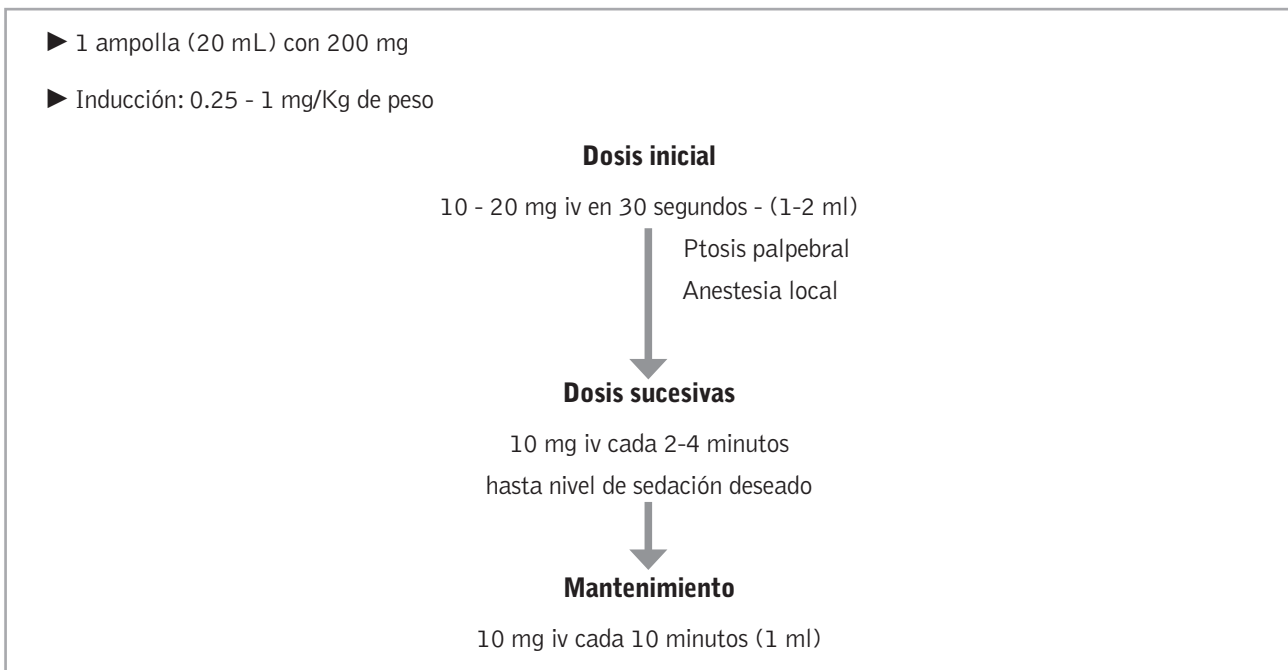 ▶ 1 ampolla (20 mL) con 200 mg
▶ Inducción: 0.25 - 1 mg/Kg de peso
Dosis inicial
10 - 20 mg iv en 30 segundos - (1-2 ml)
Ptosis palpebral
Anestesia local
Dosis sucesivas
10 mg iv cada 2-4 minutos
hasta nivel de sedación deseado
Mantenimiento
10 mg iv cada 10 minutos (1 ml)